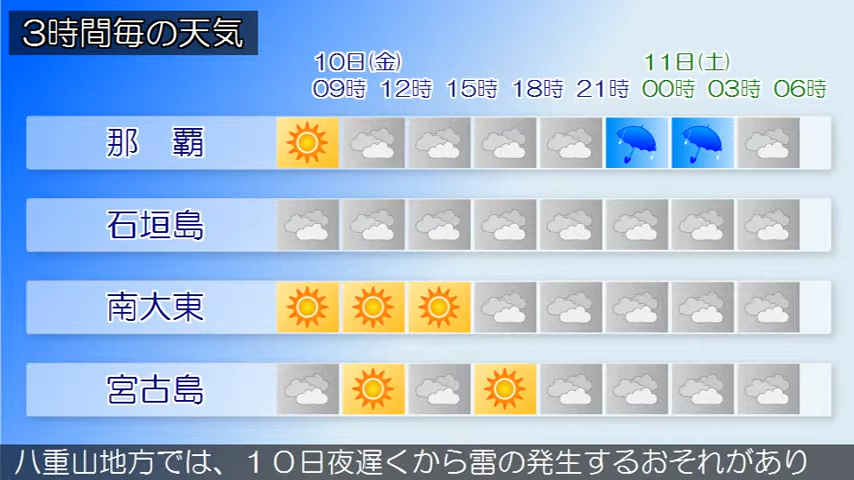 3時間毎の天気
10日(金) 11日(土)
09時 12時 15時 18時 21時 00時 03時 06時
那　覇
石垣島
南大東
宮古島
八重山地方では、１０日夜遅くから雷の発生するおそれがあり